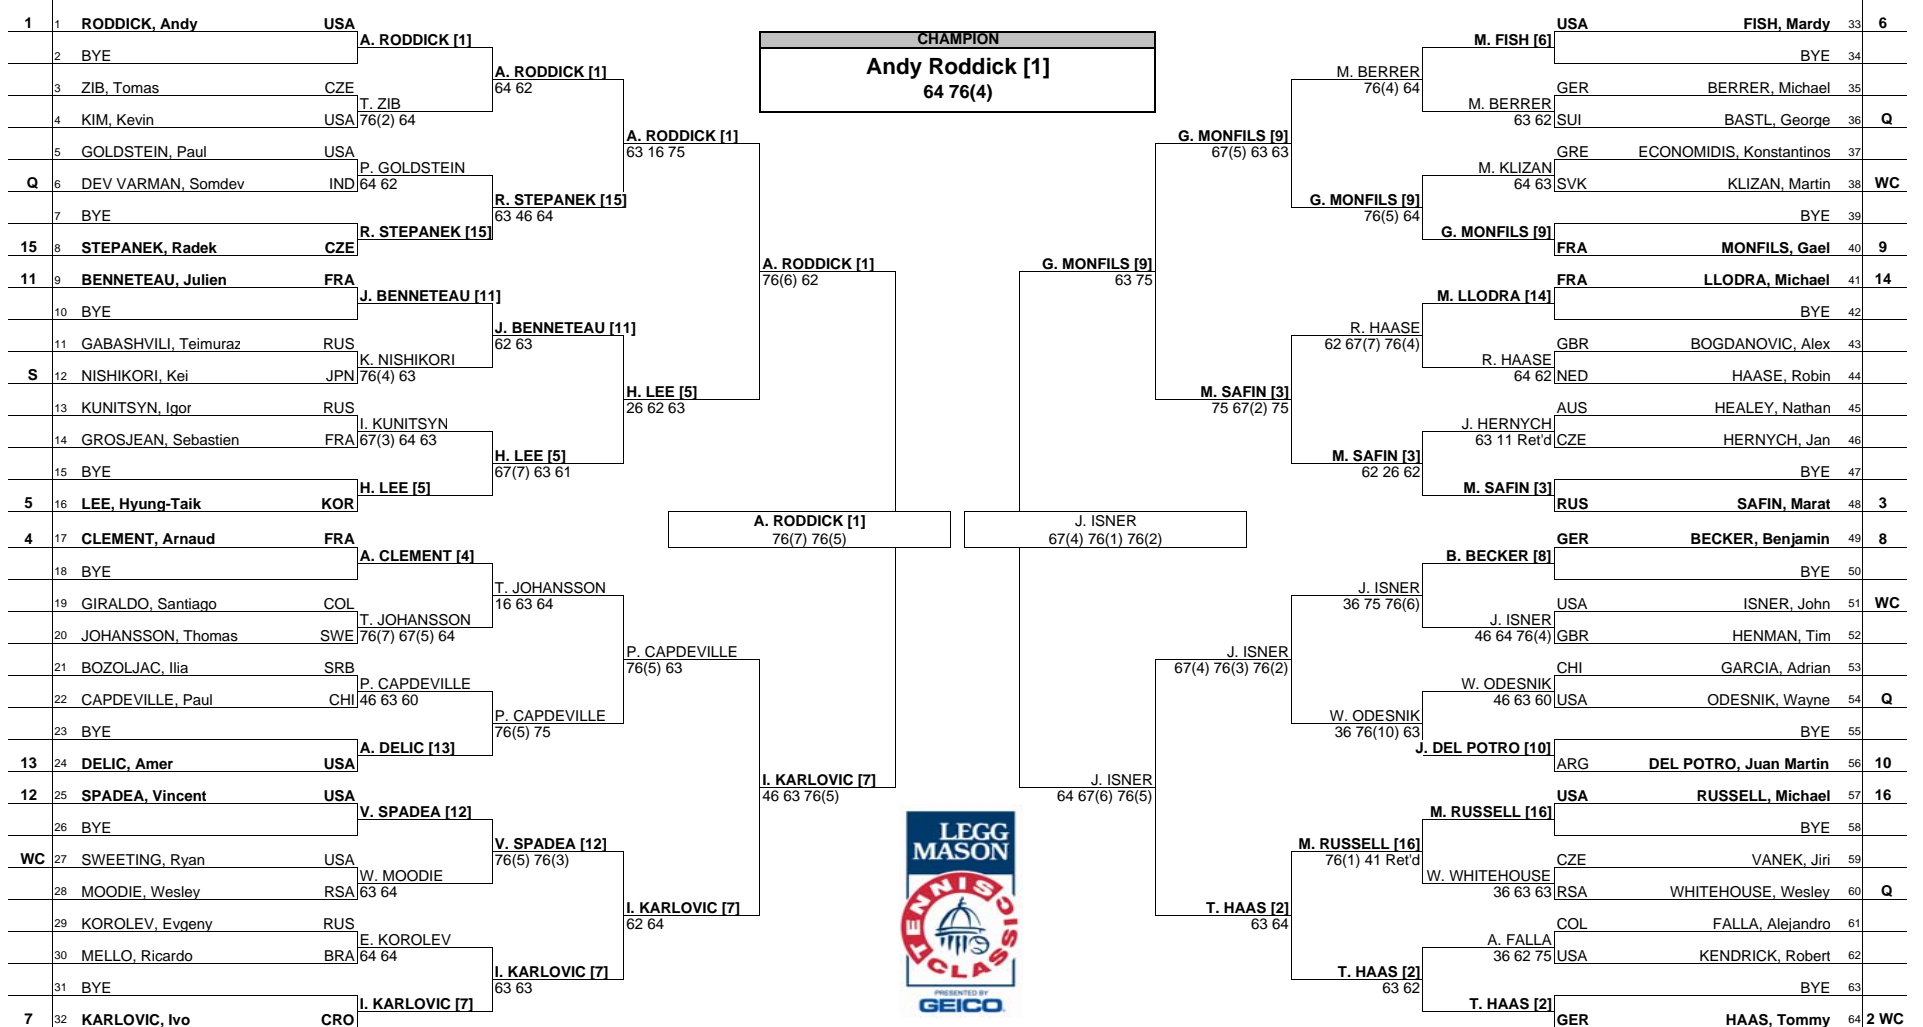 1 1 RODDICK, Andy USA
2 BYE
3 ZIB, Tomas CZE
4 KIM, Kevin USA
5 GOLDSTEIN, Paul USA
Q 6 DEV VARMAN, Somdev IND
7 BYE
15 8 STEPANEK, Radek CZE
11 9 BENNETEAU, Julien FRA
10 BYE
11 GABASHVILI, Teimuraz RUS
S 12 NISHIKORI, Kei JPN
13 KUNITSYN, Igor RUS
14 GROSJEAN, Sebastien FRA
15 BYE
5 16 LEE, Hyung-Taik KOR
4 17 CLEMENT, Arnaud FRA
18 BYE
19 GIRALDO, Santiago COL
20 JOHANSSON, Thomas SWE
21 BOZOLJAC, Ilia SRB
22 CAPDEVILLE, Paul CHI
23 BYE
13 24 DELIC, Amer USA
12 25 SPADEA, Vincent USA
26 BYE
WC 27 SWEETING, Ryan USA
28 MOODIE, Wesley RSA
29 KOROLEV, Evgeny RUS
30 MELLO, Ricardo BRA
31 BYE
7 32 KARLOVIC, Ivo CRO
A. RODDICK [1]
T. ZIB
76(2) 64
P. GOLDSTEIN
64 62
R. STEPANEK [15]
J. BENNETEAU [11]
K. NISHIKORI
76(4) 63
I. KUNITSYN
67(3) 64 63
H. LEE [5]
A. CLEMENT [4]
T. JOHANSSON
76(7) 67(5) 64
P. CAPDEVILLE
46 63 60
A. DELIC [13]
V. SPADEA [12]
W. MOODIE
63 64
E. KOROLEV
64 64
I. KARLOVIC [7]
A. RODDICK [1]
64 62
R. STEPANEK [15]
63 46 64
J. BENNETEAU [11]
62 63
H. LEE [5]
67(7) 63 61
T. JOHANSSON
16 63 64
P. CAPDEVILLE
76(5) 75
V. SPADEA [12]
76(5) 76(3)
I. KARLOVIC [7]
63 63
A. RODDICK [1]
63 16 75
H. LEE [5]
26 62 63
P. CAPDEVILLE
76(5) 63
I. KARLOVIC [7]
62 64
A. RODDICK [1]
76(6) 62
I. KARLOVIC [7]
46 63 76(5)
A. RODDICK [1]
76(7) 76(5)
CHAMPION
Andy Roddick [1]
64 76(4)
J. ISNER
67(4) 76(1) 76(2)
G. MONFILS [9]
63 75
J. ISNER
64 67(6) 76(5)
G. MONFILS [9]
67(5) 63 63
M. SAFIN [3]
75 67(2) 75
J. ISNER
67(4) 76(3) 76(2)
T. HAAS [2]
63 64
M. BERRER
76(4) 64
G. MONFILS [9]
76(5) 64
R. HAASE
62 67(7) 76(4)
M. SAFIN [3]
62 26 62
J. ISNER
36 75 76(6)
W. ODESNIK
36 76(10) 63
M. RUSSELL [16]
76(1) 41 Ret'd
T. HAAS [2]
63 62
M. FISH [6]
M. BERRER
63 62
M. KLIZAN
64 63
G. MONFILS [9]
M. LLODRA [14]
R. HAASE
64 62
J. HERNYCH
63 11 Ret'd
M. SAFIN [3]
B. BECKER [8]
J. ISNER
46 64 76(4)
W. ODESNIK
46 63 60
J. DEL POTRO [10]
M. RUSSELL [16]
W. WHITEHOUSE
36 63 63
A. FALLA
36 62 75
T. HAAS [2]
USA FISH, Mardy 33 6
BYE 34
GER BERRER, Michael 35
SUI BASTL, George 36 Q
GRE ECONOMIDIS, Konstantinos 37
SVK KLIZAN, Martin 38 WC
BYE 39
FRA MONFILS, Gael 40 9
FRA LLODRA, Michael 41 14
BYE 42
GBR BOGDANOVIC, Alex 43
NED HAASE, Robin 44
AUS HEALEY, Nathan 45
CZE HERNYCH, Jan 46
BYE 47
RUS SAFIN, Marat 48 3
GER BECKER, Benjamin 49 8
BYE 50
USA ISNER, John 51 WC
GBR HENMAN, Tim 52
CHI GARCIA, Adrian 53
USA ODESNIK, Wayne 54 Q
BYE 55
ARG DEL POTRO, Juan Martin 56 10
USA RUSSELL, Michael 57 16
BYE 58
CZE VANEK, Jiri 59
RSA WHITEHOUSE, Wesley 60 Q
COL FALLA, Alejandro 61
USA KENDRICK, Robert 62
BYE 63
GER HAAS, Tommy 64 2 WC
LEGG
MASON
TENNIS
CLASSIC
PRESENTED BY
GEICO.